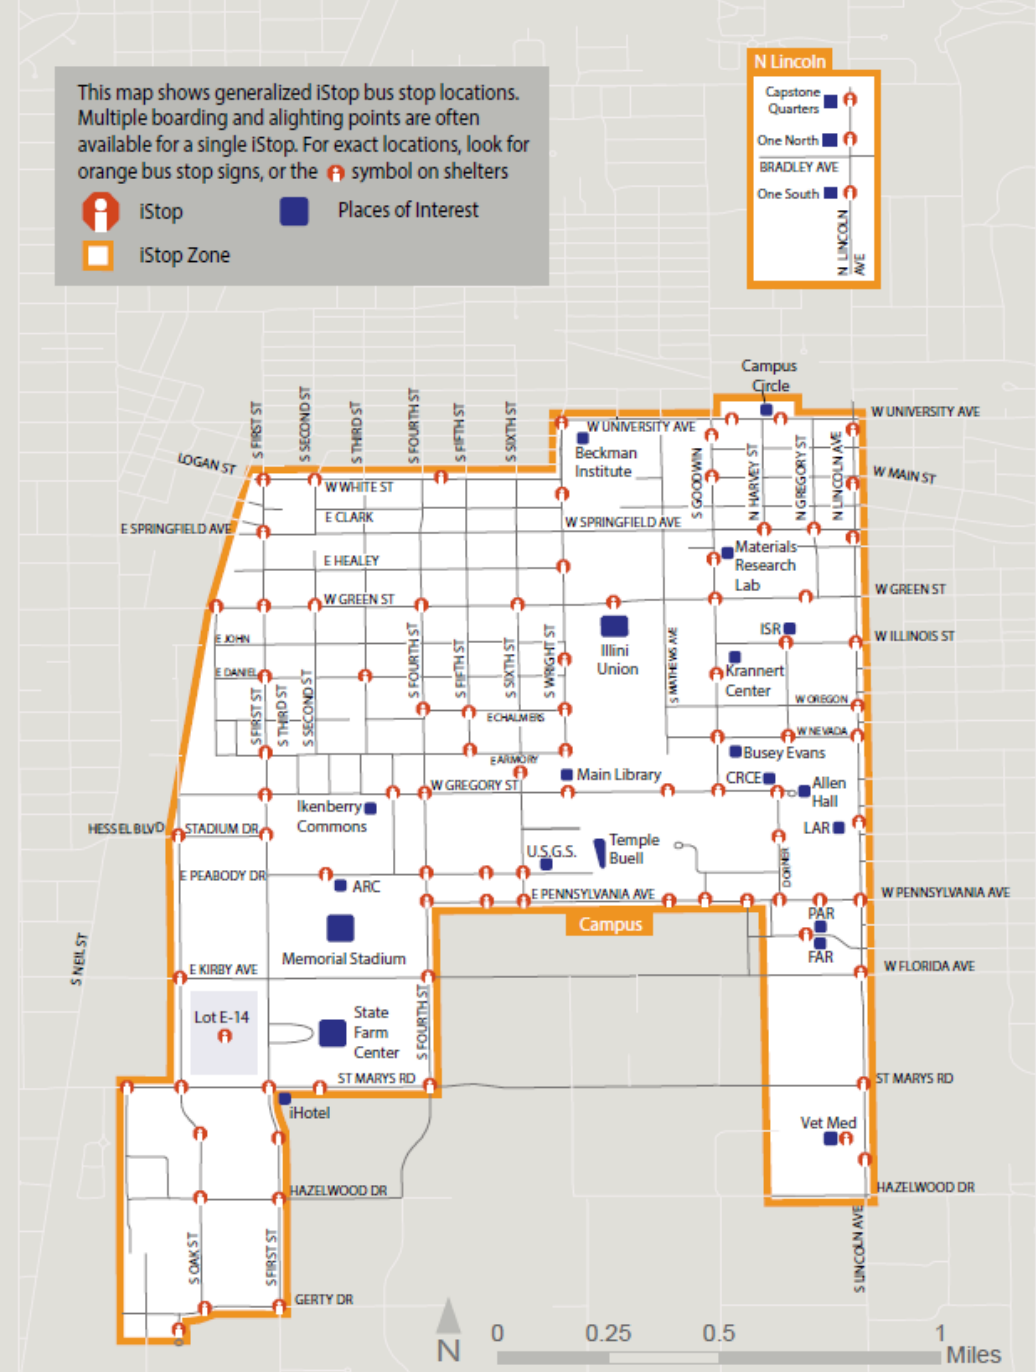 This map shows generalized iStop bus stop locations.
Multiple boarding and alighting points are often
available for a single iStop. For exact locations, look for
orange bus stop signs, or the symbol on shelters
iStop
Places of Interest
iStop Zone
N Lincoln
Capstone
Quarters
One North
BRADLEY AVE
One South
N LINCOLN
AVE
Campus
Circle
S FIRST ST
S SECOND ST
S THIRD ST
S FOURTH ST
S FIFTH ST
S SIXTH ST
W UNIVERSITY AVE
W UNIVERSITY AVE
Beckman
Institute
S GOODWIN
N HARVEY ST
N GREGORY ST
N LINCOLN AVE
LOGAN ST
W MAIN ST
W WHITE ST
E CLARK
E SPRINGFIELD AVE
W SPRINGFIELD AVE
Materials
Research
Lab
E HEALEY
W GREEN ST
W GREEN ST
E JOHN
ISR
W ILLINOIS ST
Illini
Union
E DANIEL
S FOURTH ST
S FIFTH ST
S SIXTH ST
S WRIGHT ST
S MATHEWS AVE
Krannert
Center
W OREGON
S FIRST ST
S THIRD ST
S SECOND ST
E CHALMERS
W NEVADA
E ARMORY
Busey Evans
Main Library
CRCE
Allen
Hall
W GREGORY ST
Ikenberry
Commons
HESSEL BLVD
STADIUM DR
LAR
Temple
Buell
U.S.G.S.
DORNER
E PEABODY DR
ARC
E PENNSYLVANIA AVE
W PENNSYLVANIA AVE
PAR
Campus
FAR
Memorial Stadium
S NEIL ST
E KIRBY AVE
W FLORIDA AVE
Lot E-14
State
Farm
Center
S FOURTH ST
ST MARYS RD
ST MARYS RD
iHotel
Vet Med
HAZELWOOD DR
HAZELWOOD DR
S OAK ST
S FIRST ST
S LINCOLN AVE
GERTY DR
N
0 0.25 0.5 1
Miles